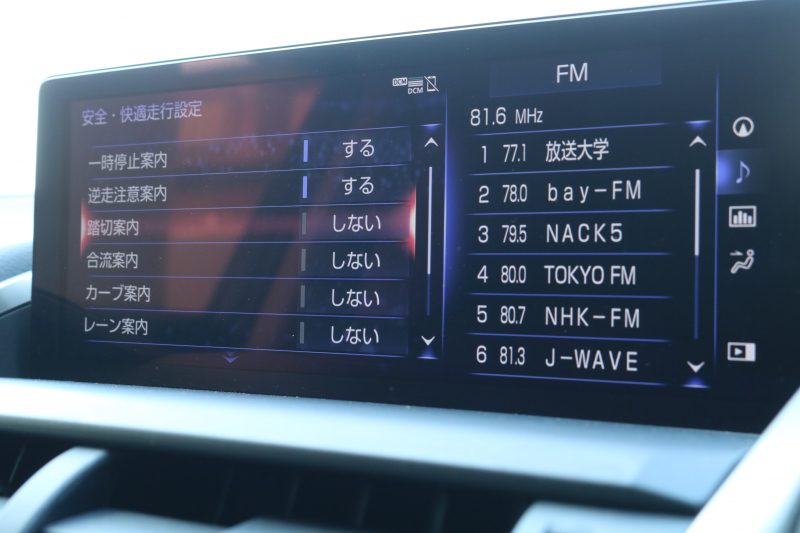 DCM
DCM
安全・快適走行設定
一時停止案内 する
逆走注意案内 する
踏切案内 しない
合流案内 しない
カーブ案内 しない
レーン案内 しない
FM
81.6 MHz
1 77.1 放送大学
2 78.0 bay-FM
3 79.5 NACK5
4 80.0 TOKYO FM
5 80.7 NHK-FM
6 81.3 J-WAVE